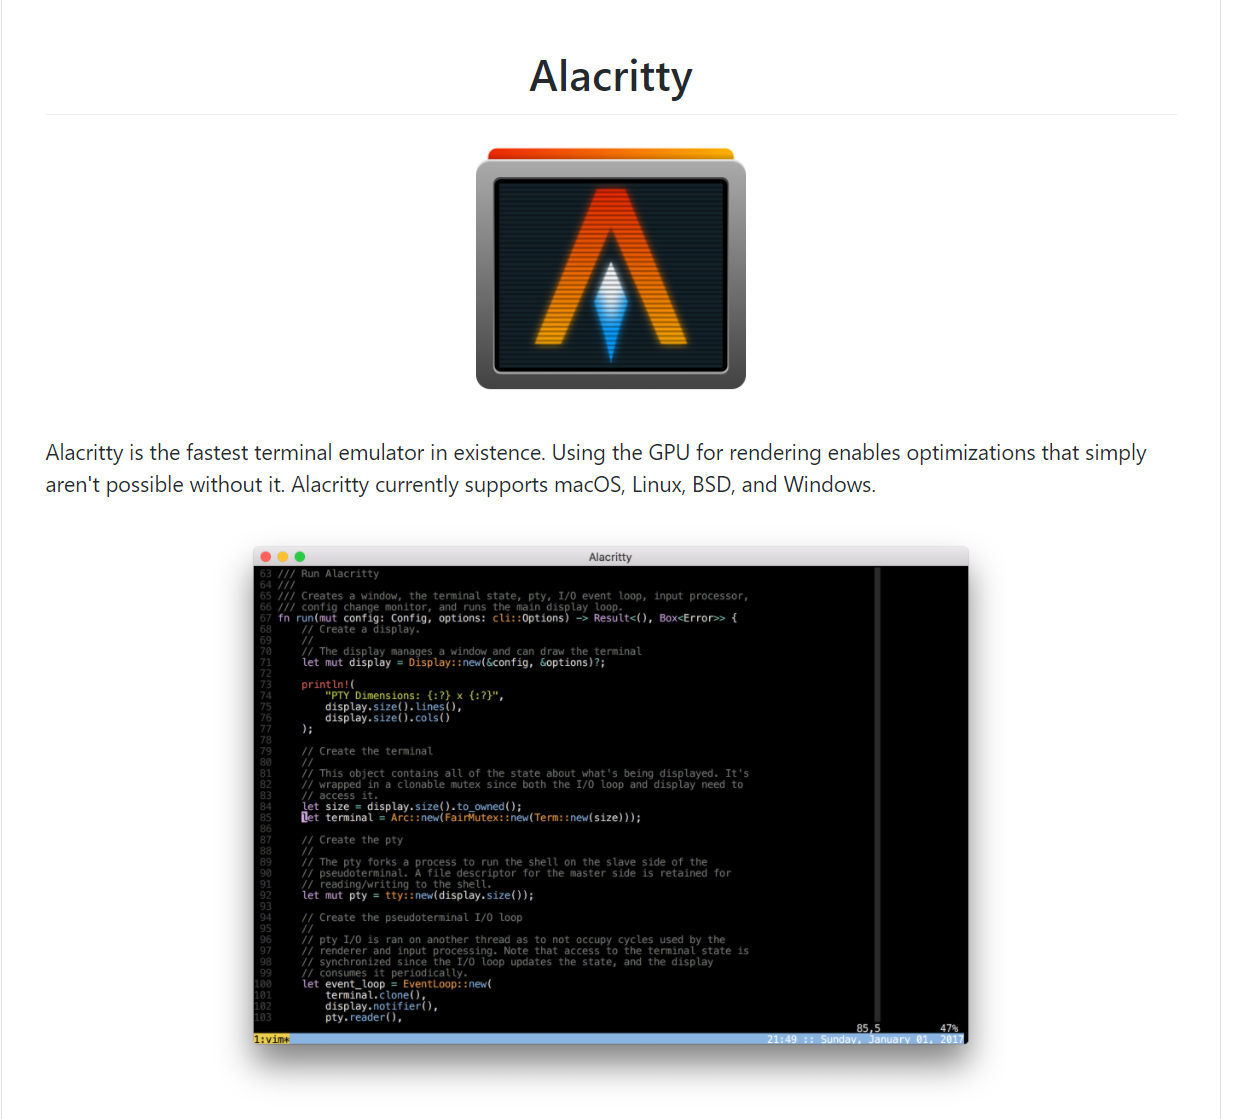 Alacritty
Alacritty is the fastest terminal emulator in existence. Using the GPU for rendering enables optimizations that simply
aren't possible without it. Alacritty currently supports macOS, Linux, BSD, and Windows.
Alacritty
63 /// Run Alacritty
64 ///
65 /// Creates a window, the terminal state, pty, I/O event loop, input processor,
66 /// config change monitor, and runs the main display loop.
67 fn run(mut config: Config, options: cli::Options) -> Result<(), Box<Error>> {
68     // Create a display.
69     //
70     // The display manages a window and can draw the terminal
71     let mut display = Display::new(&config, &options)?;
72
73     println!(
74         "PTY Dimensions: {:?} x {:?}",
75         display.size().lines(),
76         display.size().cols()
77     );
78
79     // Create the terminal
80     //
81     // This object contains all of the state about what's being displayed. It's
82     // wrapped in a clonable mutex since both the I/O loop and display need to
83     // access it.
84     let size = display.size().to_owned();
85     let terminal = Arc::new(FairMutex::new(Term::new(size)));
86
87     // Create the pty
88     //
89     // The pty forks a process to run the shell on the slave side of the
90     // pseudoterminal. A file descriptor for the master side is retained for
91     // reading/writing to the shell.
92     let mut pty = tty::new(display.size());
93
94     // Create the pseudoterminal I/O loop
95     //
96     // pty I/O is ran on another thread as to not occupy cycles used by the
97     // renderer and input processing. Note that access to the terminal state is
98     // synchronized since the I/O loop updates the state, and the display
99     // consumes it periodically.
100     let event_loop = EventLoop::new(
101         terminal.clone(),
102         display.notifier(),
103         pty.reader(),
85,5 47%
1:vim* 21:49 :: Sunday, January 01, 2017